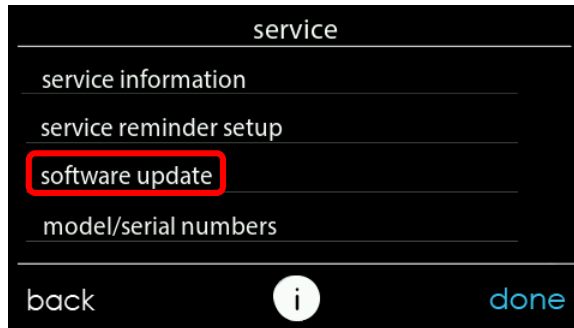 service
service information
service reminder setup
software update
model/serial numbers
back i done